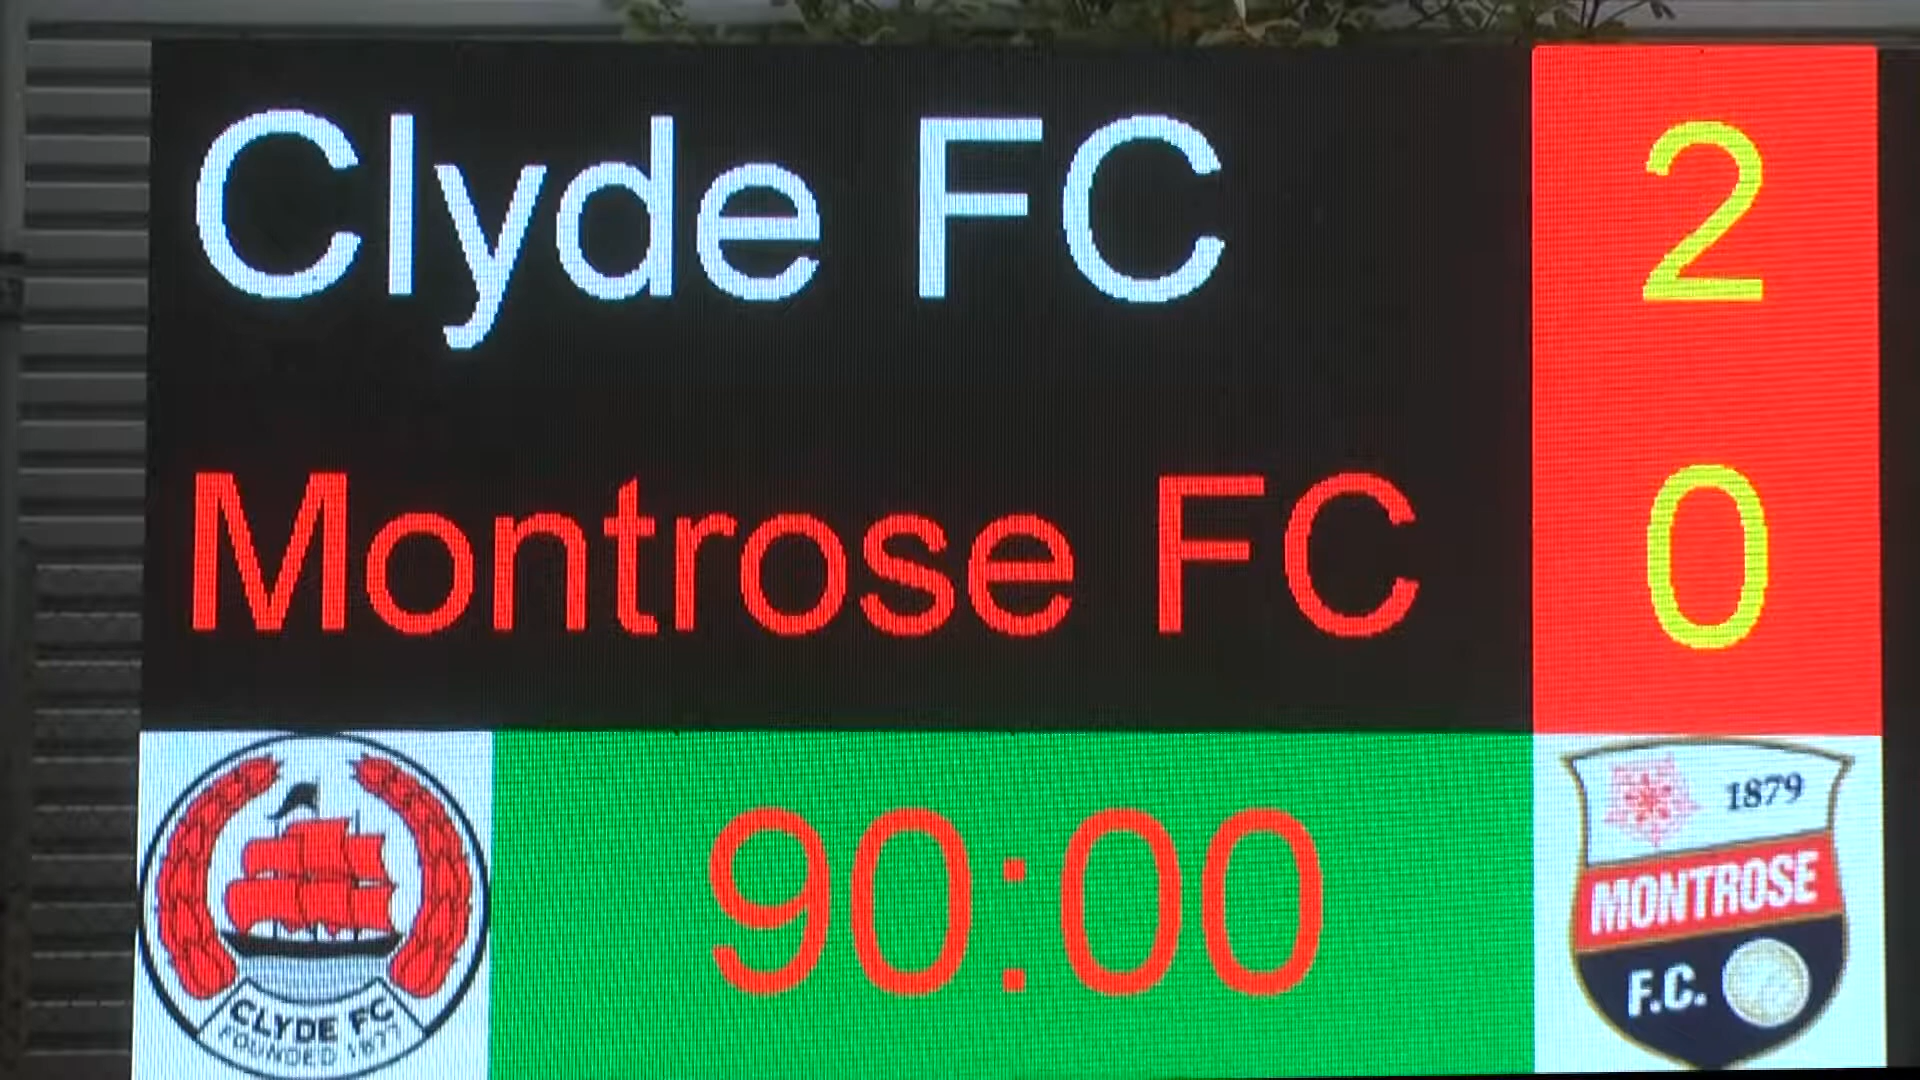 Clyde FC 2
Montrose FC 0
90:00
CLYDE FC
FOUNDED 1877
1879
MONTROSE
F.C.